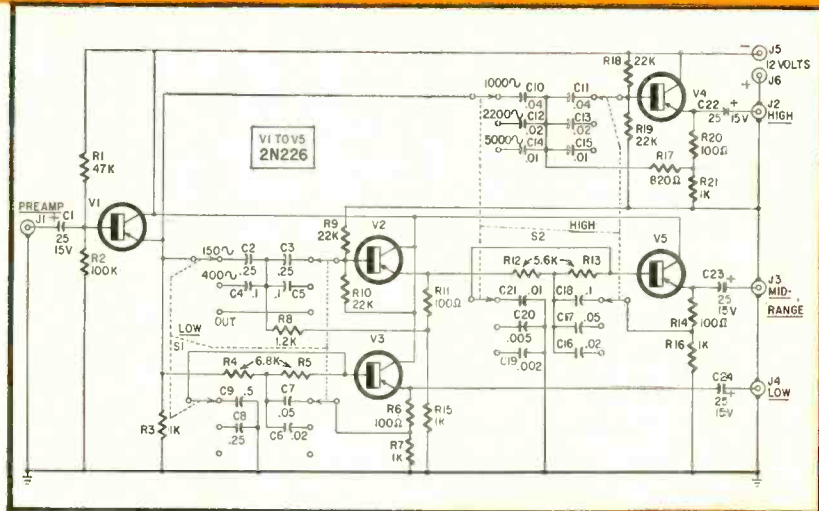 R18
22K
J5
12 VOLTS
J6
1000~
C10
.04
C11
.04
V4
C22
25
15V
J2
HIGH
2200~
C12
.02
C13
.02
5000~
C14
.01
C15
.01
R19
22K
R17
820Ω
R20
100Ω
R21
1K
V1 TO V5
2N226
R1
47K
PREAMP
J1
C1
25
15V
V1
R2
100K
R9
22K
V2
HIGH
S2
V5
150~
C2
.25
C3
.25
400~
C4
.1
.1
C5
OUT
R10
22K
R8
1.2K
R11
100Ω
R12
5.6K
R13
C21
.01
C18
.1
C20
.005
C17
.05
C19
.002
C16
.02
C23
25
15V
J3
MID-
RANGE
R14
100Ω
R16
1K
LOW
S1
V3
R4
6.8K
R5
C9
.5
C7
.05
C8
.25
C6
.02
R3
1K
R6
100Ω
R7
1K
R15
1K
C24
25
15V
J4
LOW